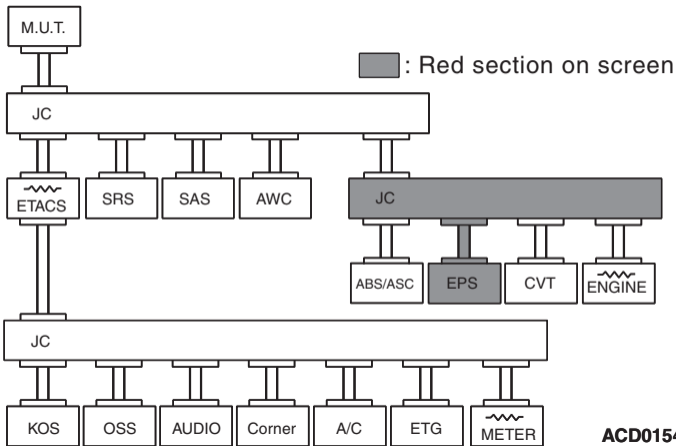 M.U.T.
: Red section on screen
JC
ETACS
SRS
SAS
AWC
JC
ABS/ASC
EPS
CVT
ENGINE
JC
KOS
OSS
AUDIO
Corner
A/C
ETG
METER